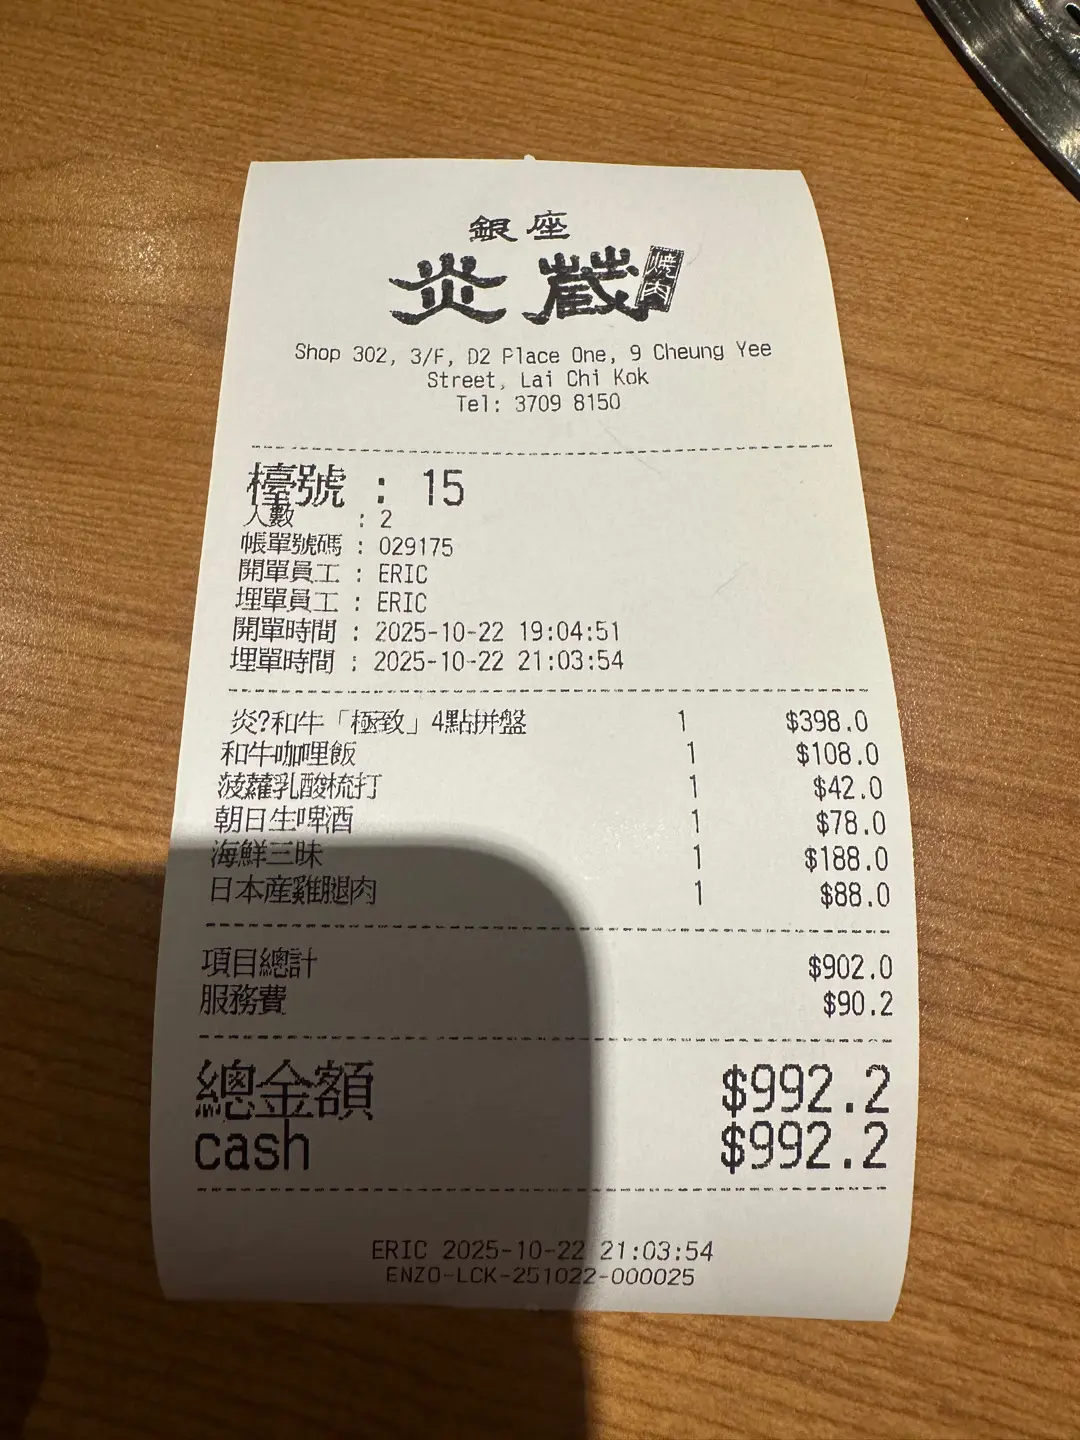 銀座
炎蔵 焼肉
Shop 302, 3/F, D2 Place One, 9 Cheung Yee
Street, Lai Chi Kok
Tel: 3709 8150
檯號 : 15
人數 : 2
帳單號碼 : 029175
開單員工 : ERIC
埋單員工 : ERIC
開單時間 : 2025-10-22 19:04:51
埋單時間 : 2025-10-22 21:03:54
炎?和牛「極致」4點拼盤 1 $398.0
和牛咖哩飯 1 $108.0
菠蘿乳酸梳打 1 $42.0
朝日生啤酒 1 $78.0
海鮮三味 1 $188.0
日本産雞腿肉 1 $88.0
項目總計 $902.0
服務費 $90.2
總金額 $992.2
cash $992.2
ERIC 2025-10-22 21:03:54
ENZO-LCK-251022-000025